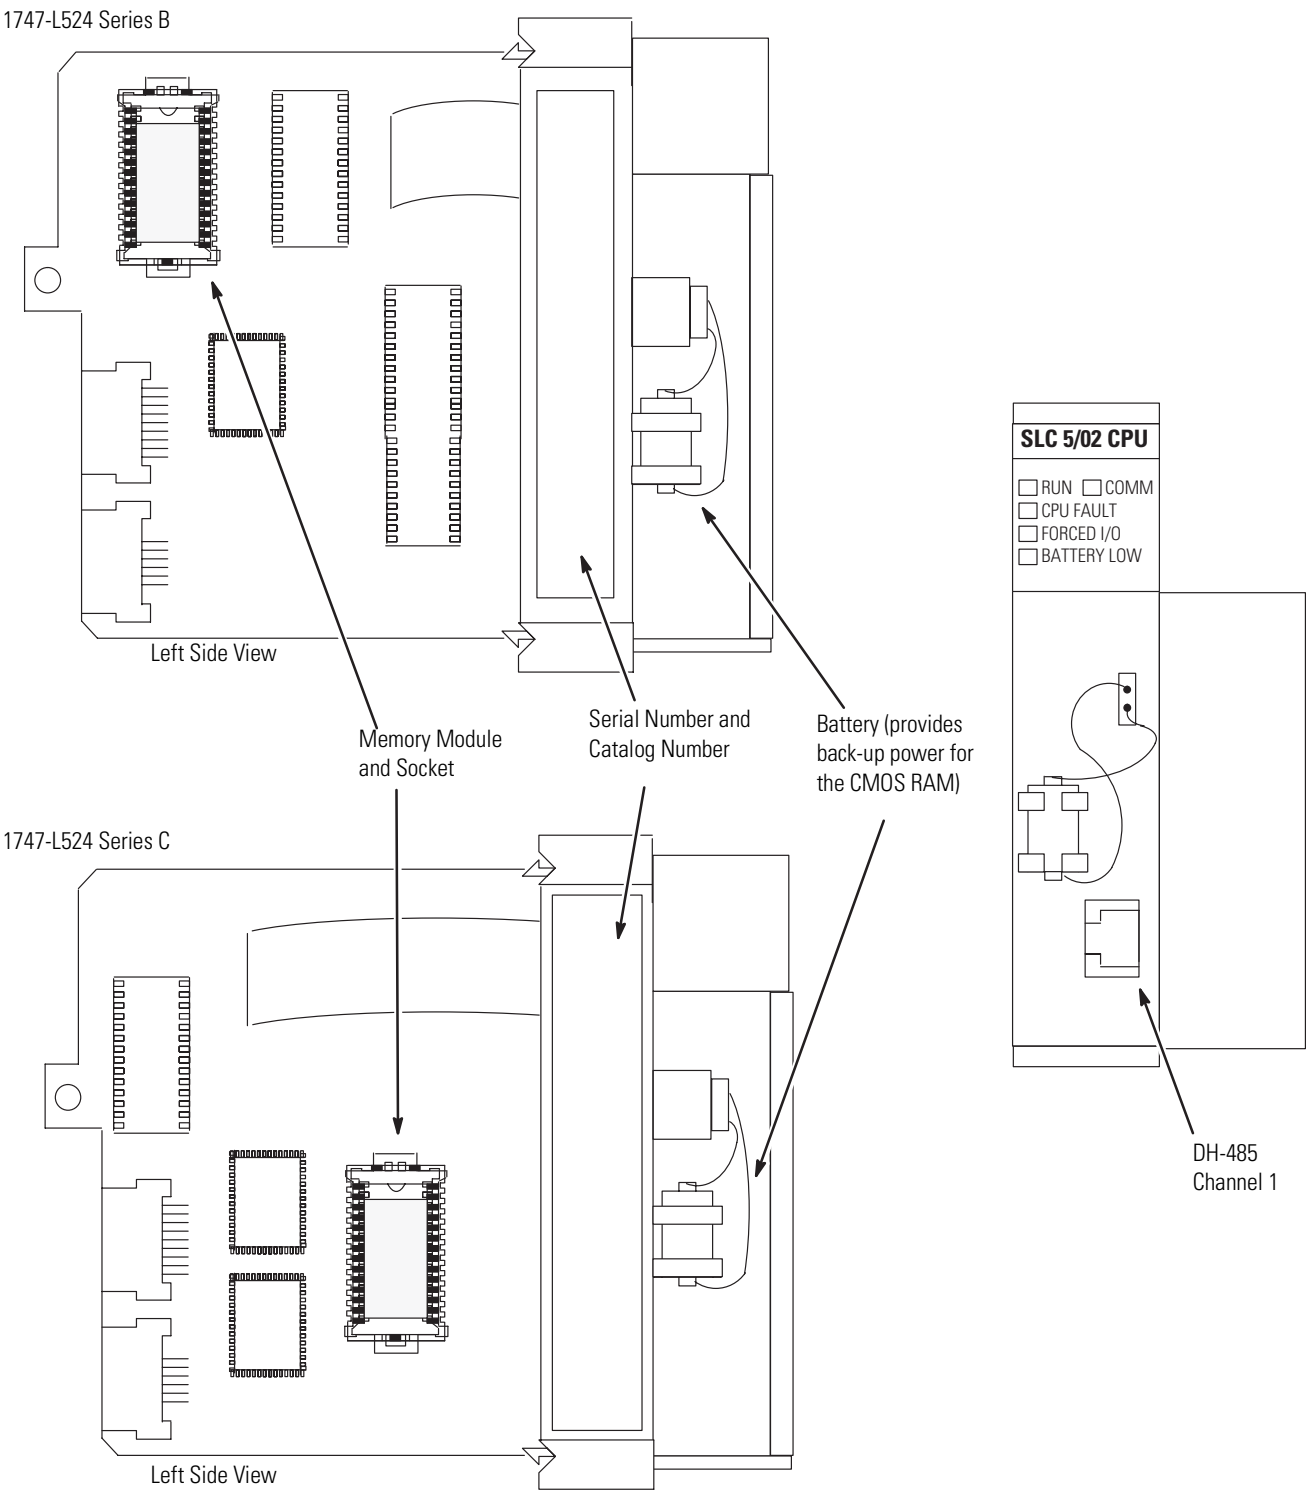 1747-L524 Series B
SLC 5/02 CPU
RUN COMM
CPU FAULT
FORCED I/O
BATTERY LOW
Left Side View
Memory Module
and Socket
Serial Number and
Catalog Number
Battery (provides
back-up power for
the CMOS RAM)
1747-L524 Series C
DH-485
Channel 1
Left Side View